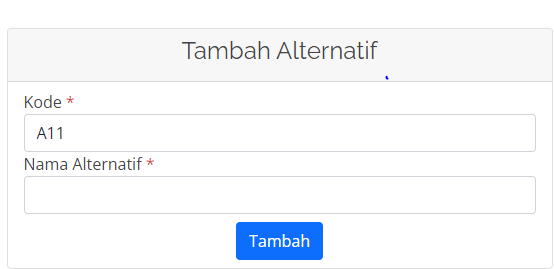 Tambah Alternatif
Kode *
A11
Nama Alternatif *
Tambah